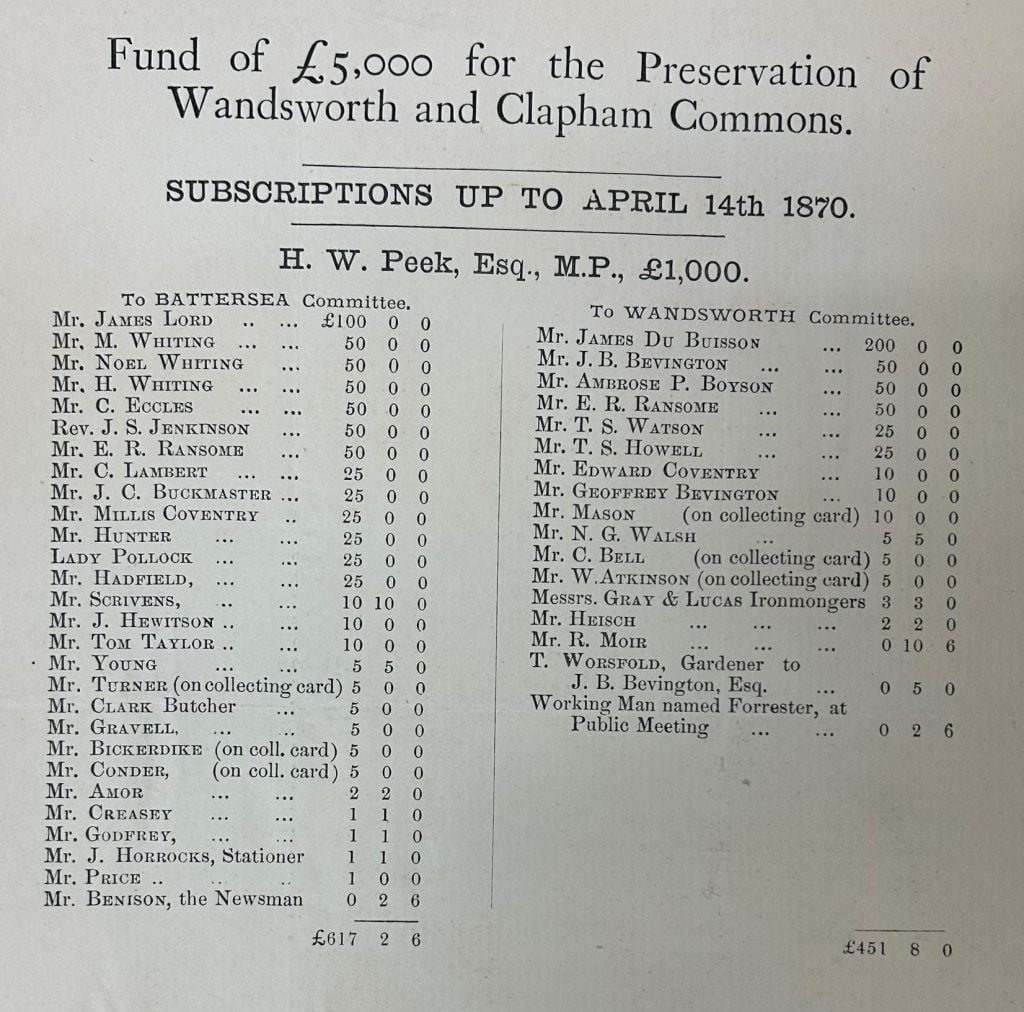 Fund of £5,000 for the Preservation of
Wandsworth and Clapham Commons.
SUBSCRIPTIONS UP TO APRIL 14th 1870.
H. W. Peek, Esq., M.P., £1,000.
To BATTERSEA Committee.
Mr. JAMES LORD .. ... £100 0 0
Mr. M. WHITING ... ... 50 0 0
Mr. NOEL WHITING ... 50 0 0
Mr. H. WHITING ... ... 50 0 0
Mr. C. ECCLES ... ... 50 0 0
Rev. J. S. JENKINSON ... 50 0 0
Mr. E. R. RANSOME ... 50 0 0
Mr. C. LAMBERT ... ... 25 0 0
Mr. J. C. BUCKMASTER ... 25 0 0
Mr. MILLIS COVENTRY .. 25 0 0
Mr. HUNTER ... ... 25 0 0
LADY POLLOCK ... ... 25 0 0
Mr. HADFIELD, ... ... 25 0 0
Mr. SCRIVENS, .. ... 10 10 0
Mr. J. HEWITSON .. ... 10 0 0
Mr. TOM TAYLOR .. ... 10 0 0
Mr. YOUNG ... ... 5 5 0
Mr. TURNER (on collecting card) 5 0 0
Mr. CLARK Butcher ... 5 0 0
Mr. GRAVELL, ... .. 5 0 0
Mr. BICKERDIKE (on coll. card) 5 0 0
Mr. CONDER, (on coll. card) 5 0 0
Mr. AMOR ... ... 2 2 0
Mr. CREASEY ... ... 1 1 0
Mr. GODFREY, ... ... 1 1 0
Mr. J. HORROCKS, Stationer 1 1 0
Mr. PRICE .. ... .. 1 0 0
Mr. BENISON, the Newsman 0 2 6
£617 2 6
To WANDSWORTH Committee.
Mr. JAMES DU BUISSON ... 200 0 0
Mr. J. B. BEVINGTON ... ... 50 0 0
Mr. AMBROSE P. BOYSON ... 50 0 0
Mr. E. R. RANSOME ... ... 50 0 0
Mr. T. S. WATSON ... ... 25 0 0
Mr. T. S. HOWELL ... ... 25 0 0
Mr. EDWARD COVENTRY ... 10 0 0
Mr. GEOFFREY BEVINGTON ... 10 0 0
Mr. MASON (on collecting card) 10 0 0
Mr. N. G. WALSH ... 5 5 0
Mr. C. BELL (on collecting card) 5 0 0
Mr. W. ATKINSON (on collecting card) 5 0 0
Messrs. GRAY & LUCAS Ironmongers 3 3 0
Mr. HEISCH ... ... ... 2 2 0
Mr. R. MOIR ... ... ... 0 10 6
T. WORSFOLD, Gardener to
J. B. Bevington, Esq. ... 0 5 0
Working Man named Forrester, at
Public Meeting ... ... 0 2 6
£451 8 0